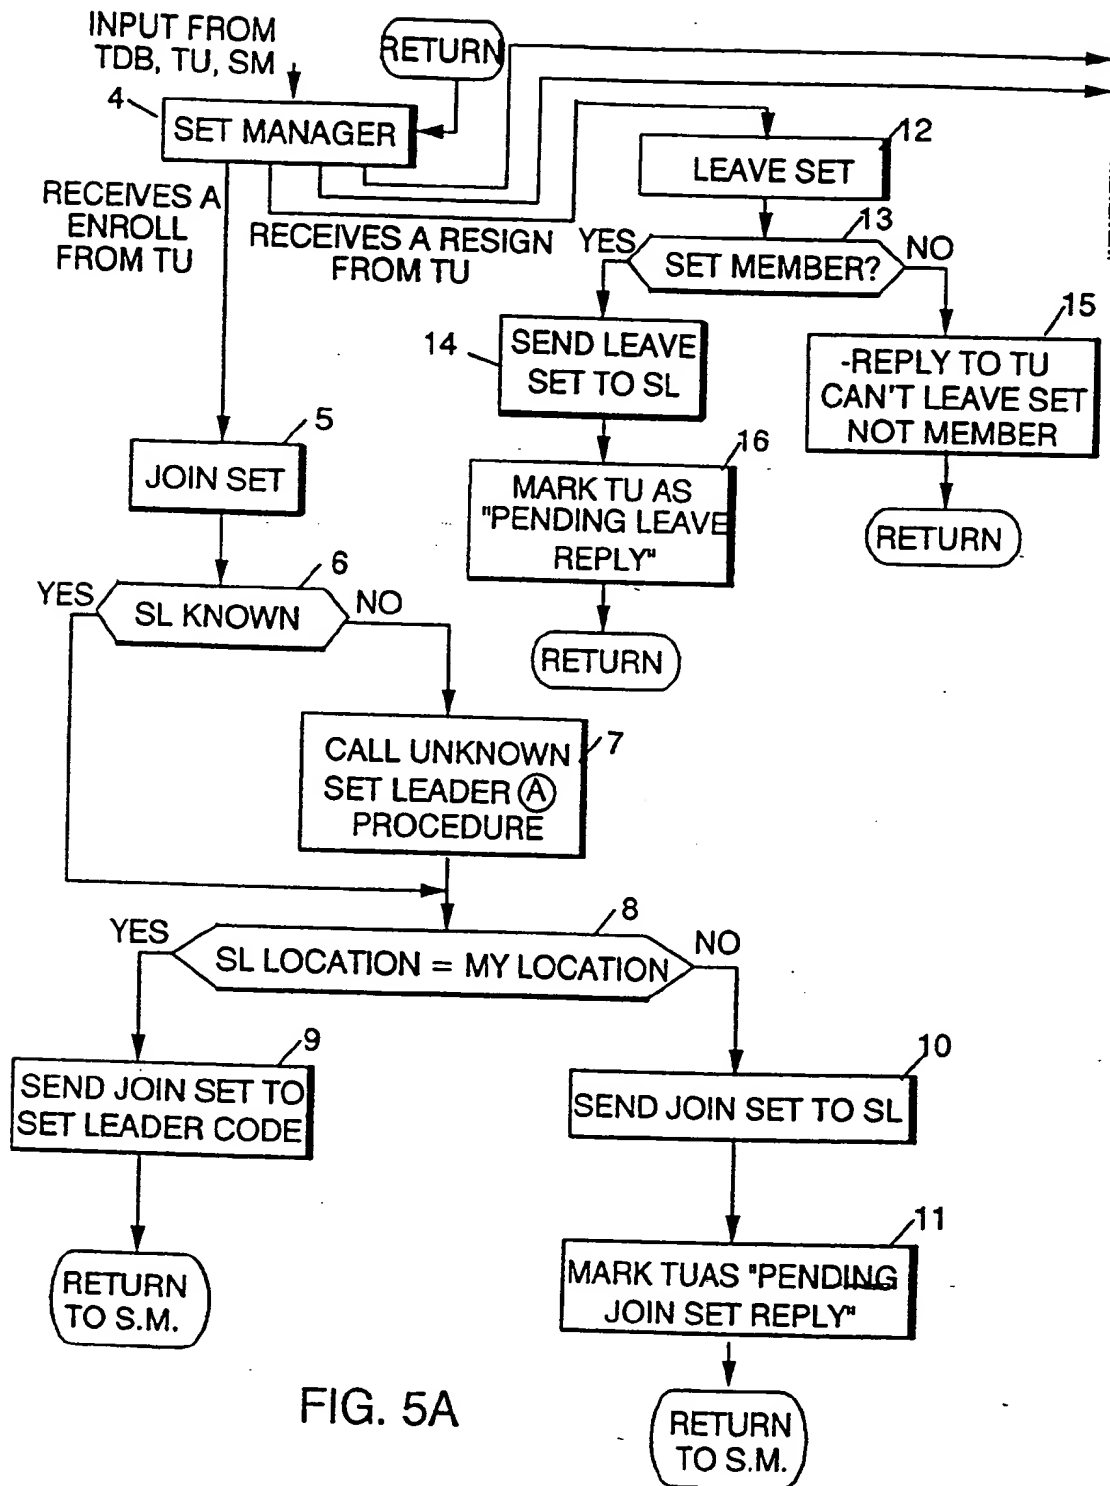 INPUT FROM
TDB, TU, SM
RETURN
4
SET MANAGER
12
LEAVE SET
RECEIVES A
ENROLL
FROM TU
RECEIVES A RESIGN
FROM TU
13
YES
SET MEMBER?
NO
14
SEND LEAVE
SET TO SL
15
-REPLY TO TU
CAN'T LEAVE SET
NOT MEMBER
5
JOIN SET
16
MARK TU AS
"PENDING LEAVE
REPLY"
RETURN
6
YES
SL KNOWN
NO
RETURN
7
CALL UNKNOWN
SET LEADER A
PROCEDURE
8
YES
SL LOCATION = MY LOCATION
NO
9
SEND JOIN SET TO
SET LEADER CODE
10
SEND JOIN SET TO SL
11
MARK TUAS "PENDING
JOIN SET REPLY"
RETURN
TO S.M.
FIG. 5A
RETURN
TO S.M.